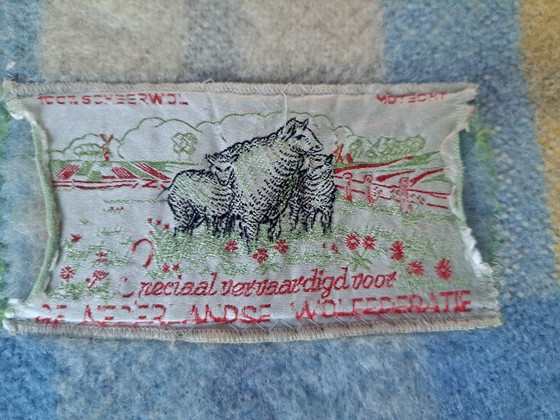 100% SCHEERWOL MOTECHT
Speciaal vervaardigd voor
DE NEDERLANDSE WOLFEDERATIE